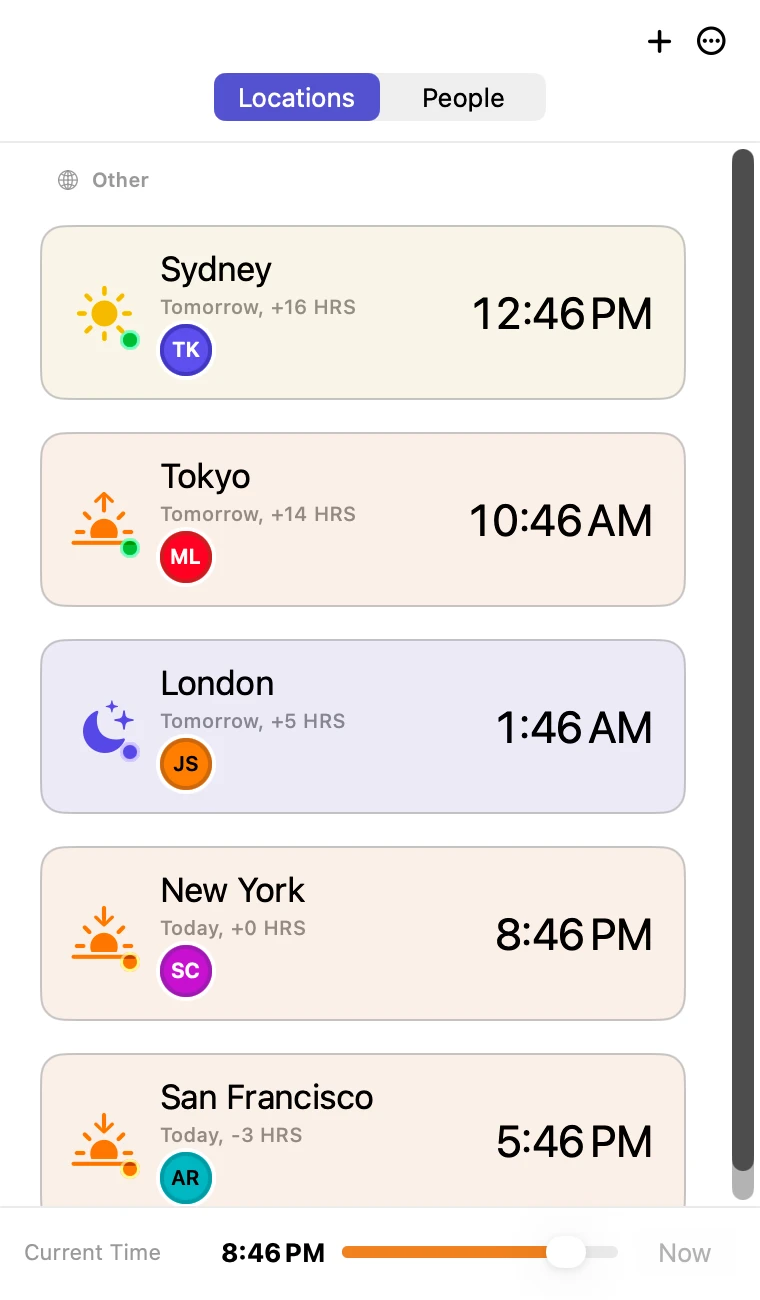 Locations
People
Other
Sydney
Tomorrow, +16 HRS
TK
12:46 PM
Tokyo
Tomorrow, +14 HRS
ML
10:46 AM
London
Tomorrow, +5 HRS
JS
1:46 AM
New York
Today, +0 HRS
SC
8:46 PM
San Francisco
Today, -3 HRS
AR
5:46 PM
Current Time
8:46 PM
Now